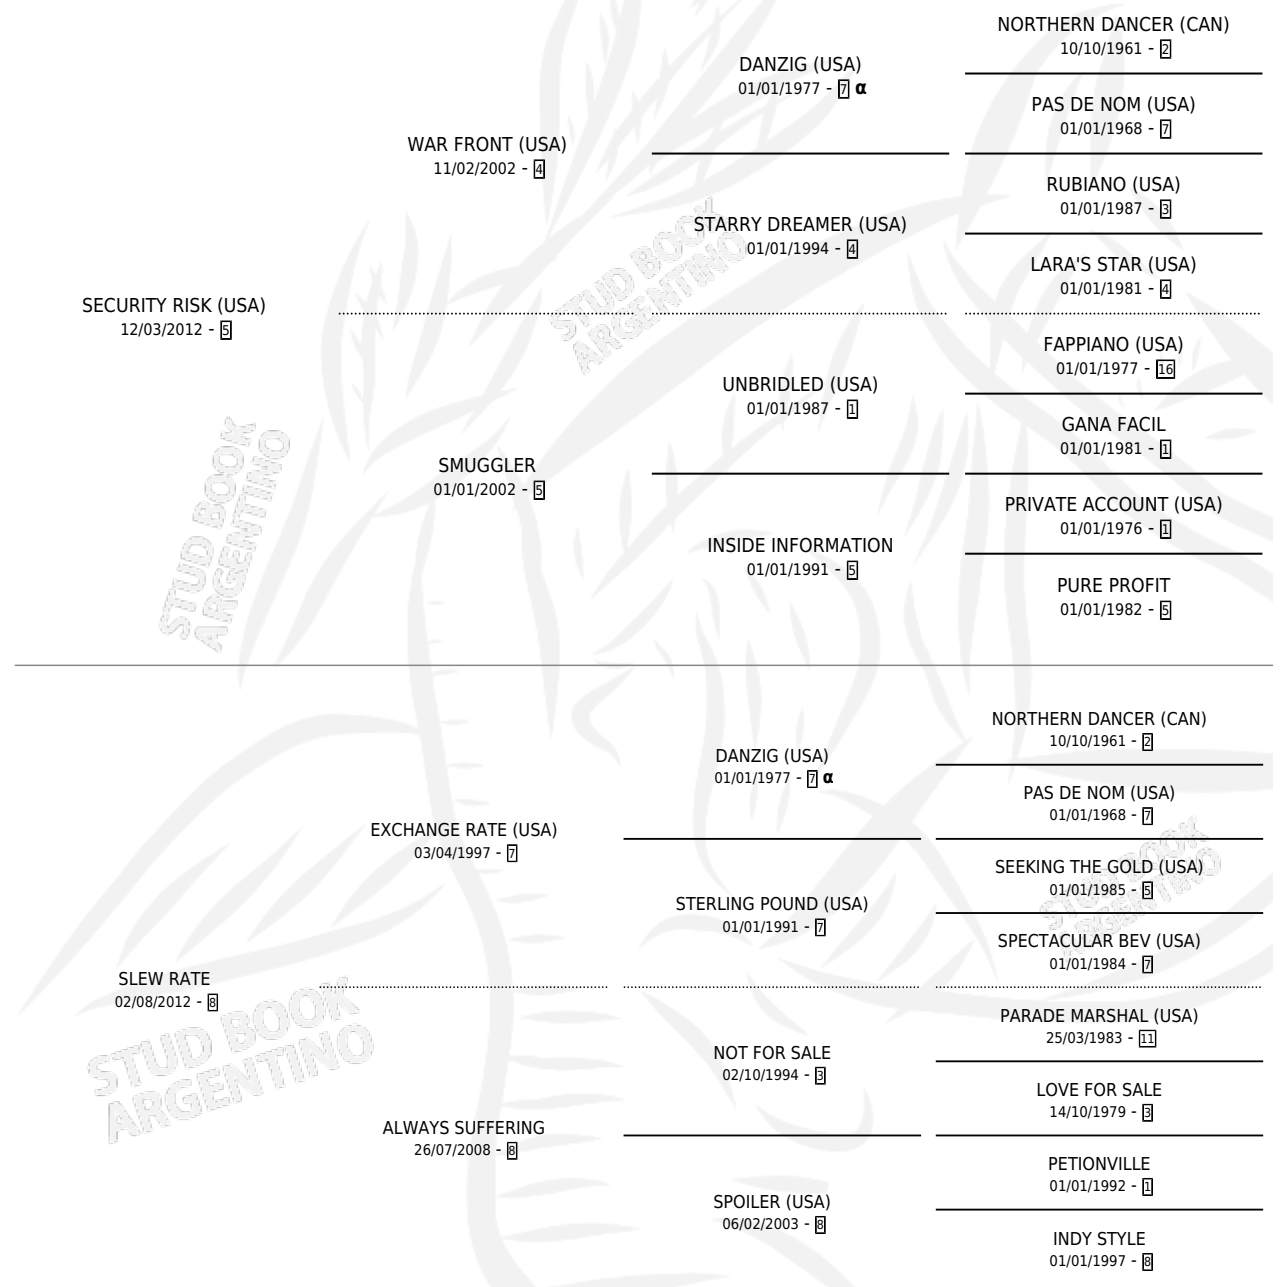 NORTHERN DANCER (CAN)
10/10/1961 - 2
DANZIG (USA)
01/01/1977 - 7 α
PAS DE NOM (USA)
01/01/1968 - 7
WAR FRONT (USA)
11/02/2002 - 4
RUBIANO (USA)
01/01/1987 - 3
STARRY DREAMER (USA)
01/01/1994 - 4
LARA'S STAR (USA)
01/01/1981 - 4
SECURITY RISK (USA)
12/03/2012 - 5
FAPPIANO (USA)
01/01/1977 - 16
UNBRIDLED (USA)
01/01/1987 - 1
GANA FACIL
01/01/1981 - 1
SMUGGLER
01/01/2002 - 5
PRIVATE ACCOUNT (USA)
01/01/1976 - 1
INSIDE INFORMATION
01/01/1991 - 5
PURE PROFIT
01/01/1982 - 5
NORTHERN DANCER (CAN)
10/10/1961 - 2
DANZIG (USA)
01/01/1977 - 7 α
PAS DE NOM (USA)
01/01/1968 - 7
EXCHANGE RATE (USA)
03/04/1997 - 7
SEEKING THE GOLD (USA)
01/01/1985 - 5
STERLING POUND (USA)
01/01/1991 - 7
SPECTACULAR BEV (USA)
01/01/1984 - 7
SLEW RATE
02/08/2012 - 8
PARADE MARSHAL (USA)
25/03/1983 - 11
NOT FOR SALE
02/10/1994 - 3
LOVE FOR SALE
14/10/1979 - 3
ALWAYS SUFFERING
26/07/2008 - 8
PETIONVILLE
01/01/1992 - 1
SPOILER (USA)
06/02/2003 - 8
INDY STYLE
01/01/1997 - 8
STUD BOOK
ARGENTINO
STUD BOOK
ARGENTINO
STUD BOOK
ARGENTINO
STUD BOOK
ARGENTINO